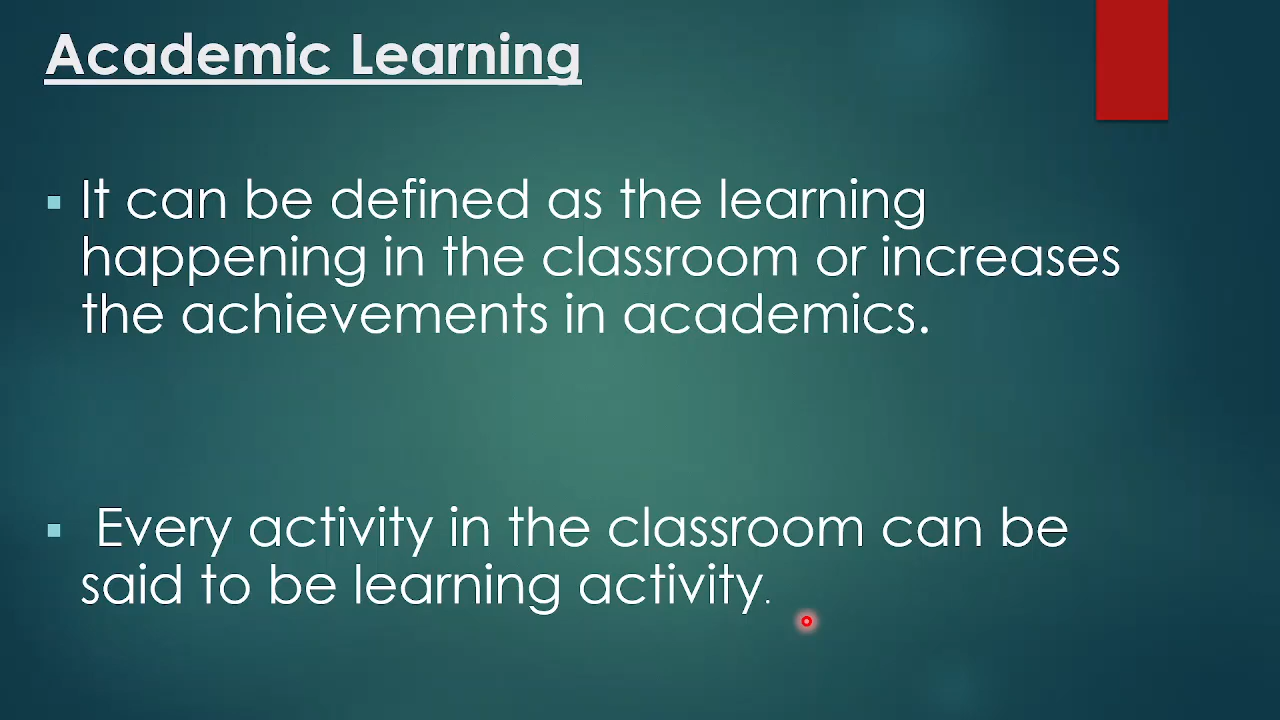 Academic Learning
It can be defined as the learning
happening in the classroom or increases
the achievements in academics.
Every activity in the classroom can be
said to be learning activity.